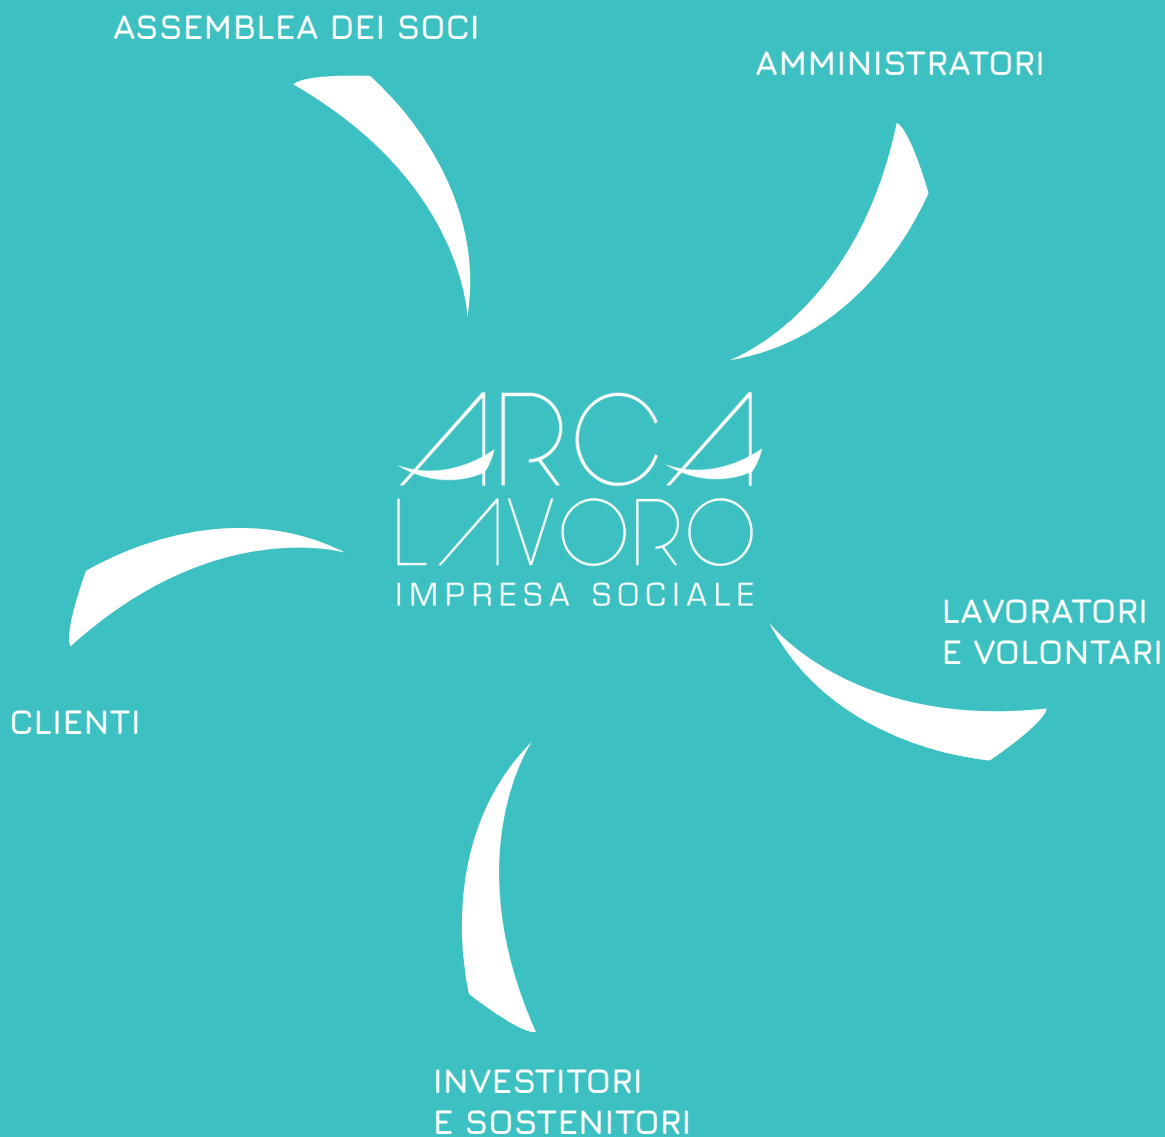 ASSEMBLEA DEI SOCI
AMMINISTRATORI
ARCA
LAVORO
IMPRESA SOCIALE
LAVORATORI
E VOLONTARI
CLIENTI
INVESTITORI
E SOSTENITORI